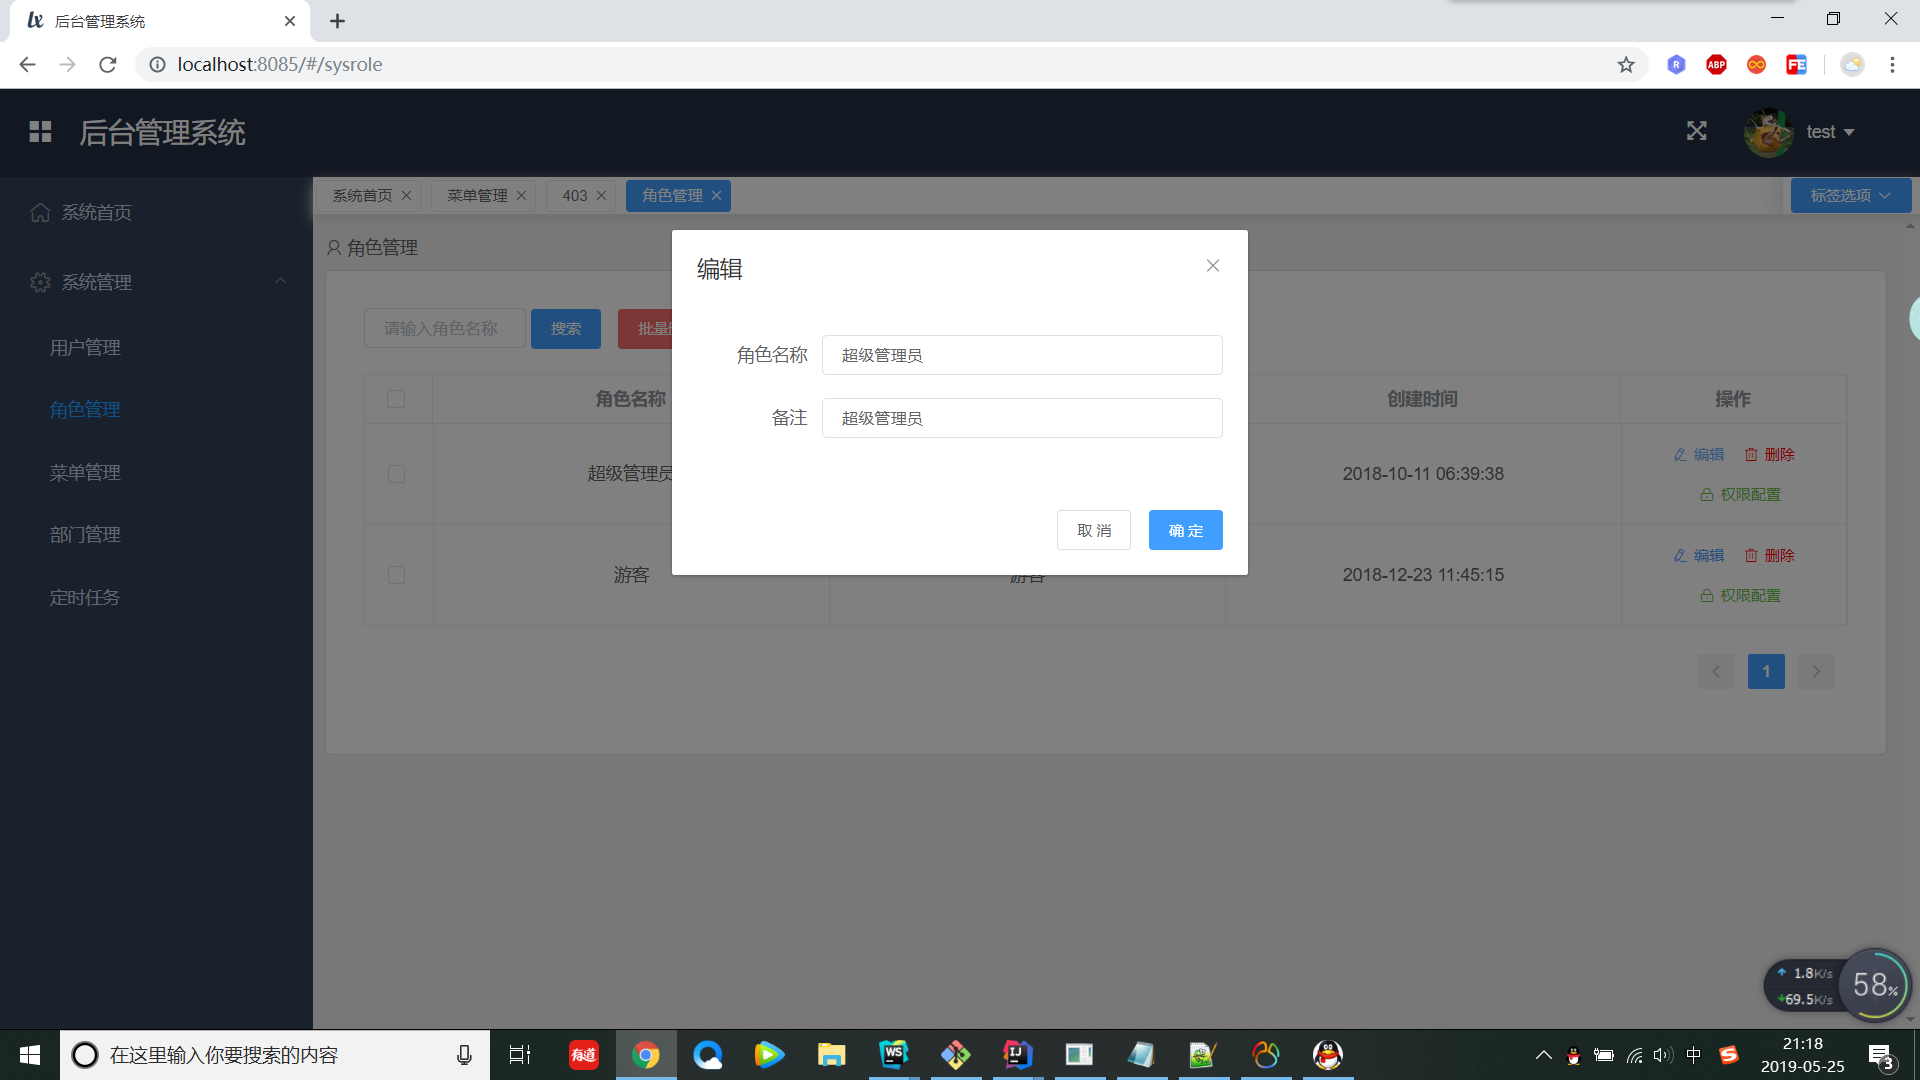 后台管理系统
localhost:8085/#/sysrole
ABP
后台管理系统
test
系统首页
菜单管理
403
角色管理
标签选项
系统首页
系统管理
用户管理
角色管理
菜单管理
部门管理
定时任务
角色管理
请输入角色名称
搜索
编辑
角色名称
超级管理员
备注
超级管理员
取 消
确 定
角色名称
创建时间
操作
超级管理员
2018-10-11 06:39:38
编辑
删除
权限配置
游客
游客
2018-12-23 11:45:15
编辑
删除
权限配置
1
1.8K/s
69.5K/s
58%
在这里输入你要搜索的内容
有道
WS
IJ
中
21:18
2019-05-25
3